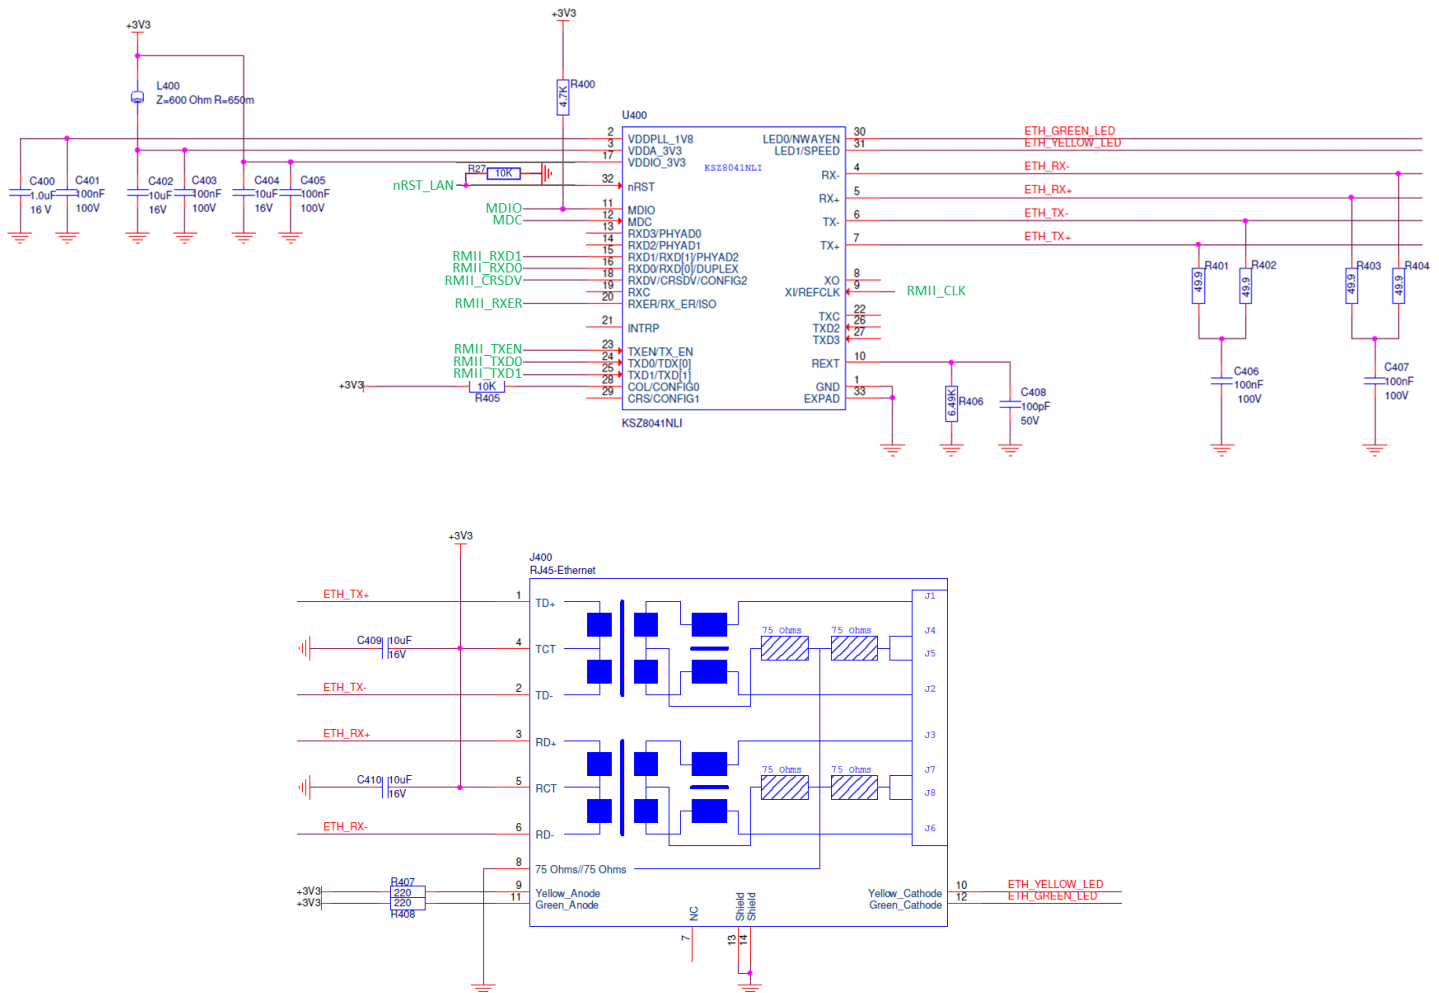 +3V3
+3V3
L400
Z=600 Ohm R=650m
R400
4.7K
U400
2 VDDPLL_1V8
3 VDDA_3V3
17 VDDIO_3V3
KSZ8041NLI
LED0/NWAYEN 30 ETH_GREEN_LED
LED1/SPEED 31 ETH_YELLOW_LED
RX- 4 ETH_RX-
RX+ 5 ETH_RX+
TX- 6 ETH_TX-
TX+ 7 ETH_TX+
C400
1.0uF
16 V
C401
100nF
100V
C402
10uF
16V
C403
100nF
100V
C404
10uF
16V
C405
100nF
100V
R27
10K
nRST_LAN 32 nRST
MDIO 11 MDIO
MDC 12 MDC
13 RXD3/PHYAD0
14 RXD2/PHYAD1
RMII_RXD1 15 RXD1/RXD[1]/PHYAD2
RMII_RXD0 16 RXD0/RXD[0]/DUPLEX
RMII_CRSDV 18 RXDV/CRSDV/CONFIG2
19 RXC
RMII_RXER 20 RXER/RX_ER/ISO
21 INTRP
RMII_TXEN 23 TXEN/TX_EN
RMII_TXD0 24 TXD0/TDX[0]
RMII_TXD1 25 TXD1/TXD[1]
+3V3 10K 28 COL/CONFIG0
R405
29 CRS/CONFIG1
XO 8
XI/REFCLK 9 RMII_CLK
TXC 22
TXD2 26
TXD3 27
REXT 10
GND 1
EXPAD 33
KSZ8041NLI
R401
49.9
R402
49.9
R403
49.9
R404
49.9
C406
100nF
100V
C407
100nF
100V
R406
6.49K
C408
100pF
50V
+3V3
J400
RJ45-Ethernet
ETH_TX+ 1 TD+
C409 10uF
16V
4 TCT
ETH_TX- 2 TD-
ETH_RX+ 3 RD+
C410 10uF
16V
5 RCT
ETH_RX- 6 RD-
8 75 Ohms//75 Ohms
75 Ohms 75 Ohms
75 Ohms 75 Ohms
J1
J4
J5
J2
J3
J7
J8
J6
R407
+3V3 220 9 Yellow_Anode
+3V3 220 11 Green_Anode
R408
Yellow_Cathode 10 ETH_YELLOW_LED
Green_Cathode 12 ETH_GREEN_LED
NC
7
Shield
13
Shield
14